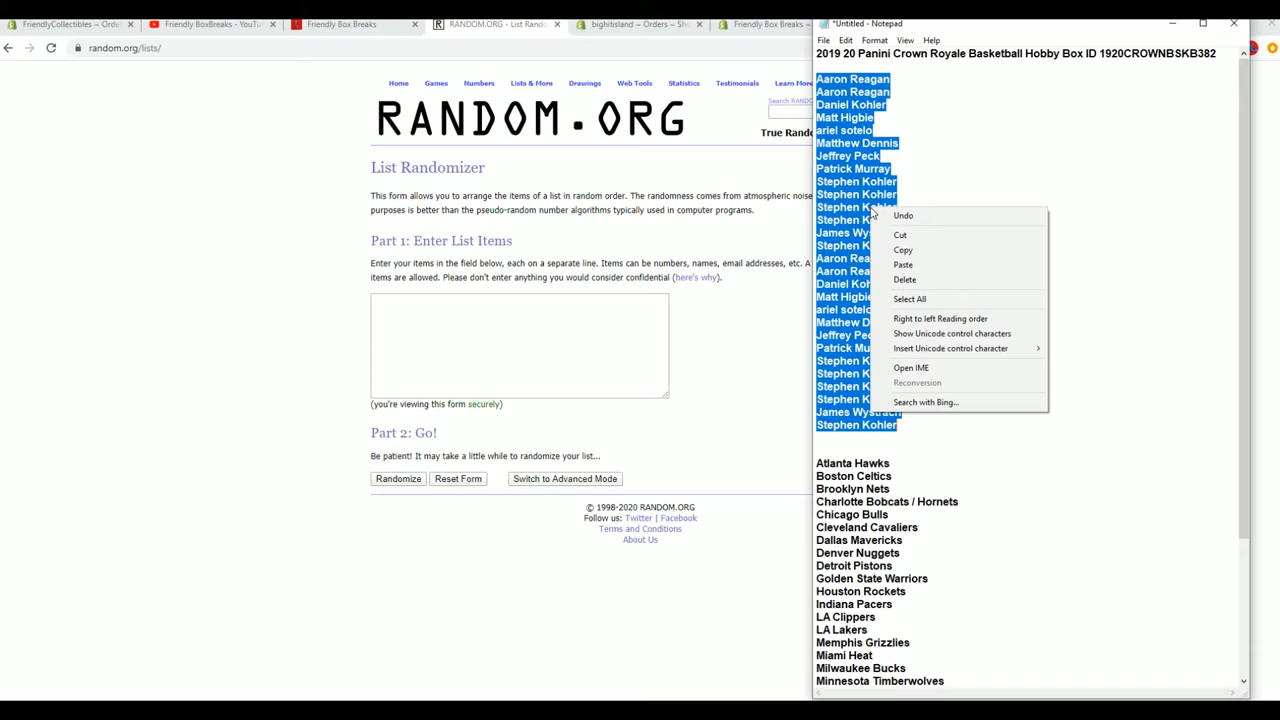 FriendlyCollectibles ~ Orde
Friendly BoxBreaks - YouTu
Friendly Box Breaks
RANDOM.ORG - List Rando
bighitisland ~ Orders ~ Sho
Friendly Box Breaks ~
*Untitled - Notepad
random.org/lists/
File Edit Format View Help
2019 20 Panini Crown Royale Basketball Hobby Box ID 1920CROWNBSKB382
Home Games Numbers Lists & More Drawings Web Tools Statistics Testimonials Learn More
Search RANDO
RANDOM.ORG
True Rando
List Randomizer
This form allows you to arrange the items of a list in random order. The randomness comes from atmospheric noise
purposes is better than the pseudo-random number algorithms typically used in computer programs.
Part 1: Enter List Items
Enter your items in the field below, each on a separate line. Items can be numbers, names, email addresses, etc. A
items are allowed. Please don't enter anything you would consider confidential (here's why).
(you're viewing this form securely)
Part 2: Go!
Be patient! It may take a little while to randomize your list...
Randomize Reset Form Switch to Advanced Mode
© 1998-2020 RANDOM.ORG
Follow us: Twitter | Facebook
Terms and Conditions
About Us
Aaron Reagan
Aaron Reagan
Daniel Kohler
Matt Higbie
ariel sotelo
Matthew Dennis
Jeffrey Peck
Patrick Murray
Stephen Kohler
Stephen Kohler
Stephen Kohler
Stephen K
James Wys
Stephen K
Aaron Rea
Aaron Rea
Daniel Koh
Matt Higbie
ariel sotelo
Matthew D
Jeffrey Pe
Patrick Mu
Stephen K
Stephen K
Stephen K
Stephen K
James Wystrach
Stephen Kohler
Undo
Cut
Copy
Paste
Delete
Select All
Right to left Reading order
Show Unicode control characters
Insert Unicode control character
Open IME
Reconversion
Search with Bing...
Atlanta Hawks
Boston Celtics
Brooklyn Nets
Charlotte Bobcats / Hornets
Chicago Bulls
Cleveland Cavaliers
Dallas Mavericks
Denver Nuggets
Detroit Pistons
Golden State Warriors
Houston Rockets
Indiana Pacers
LA Clippers
LA Lakers
Memphis Grizzlies
Miami Heat
Milwaukee Bucks
Minnesota Timberwolves